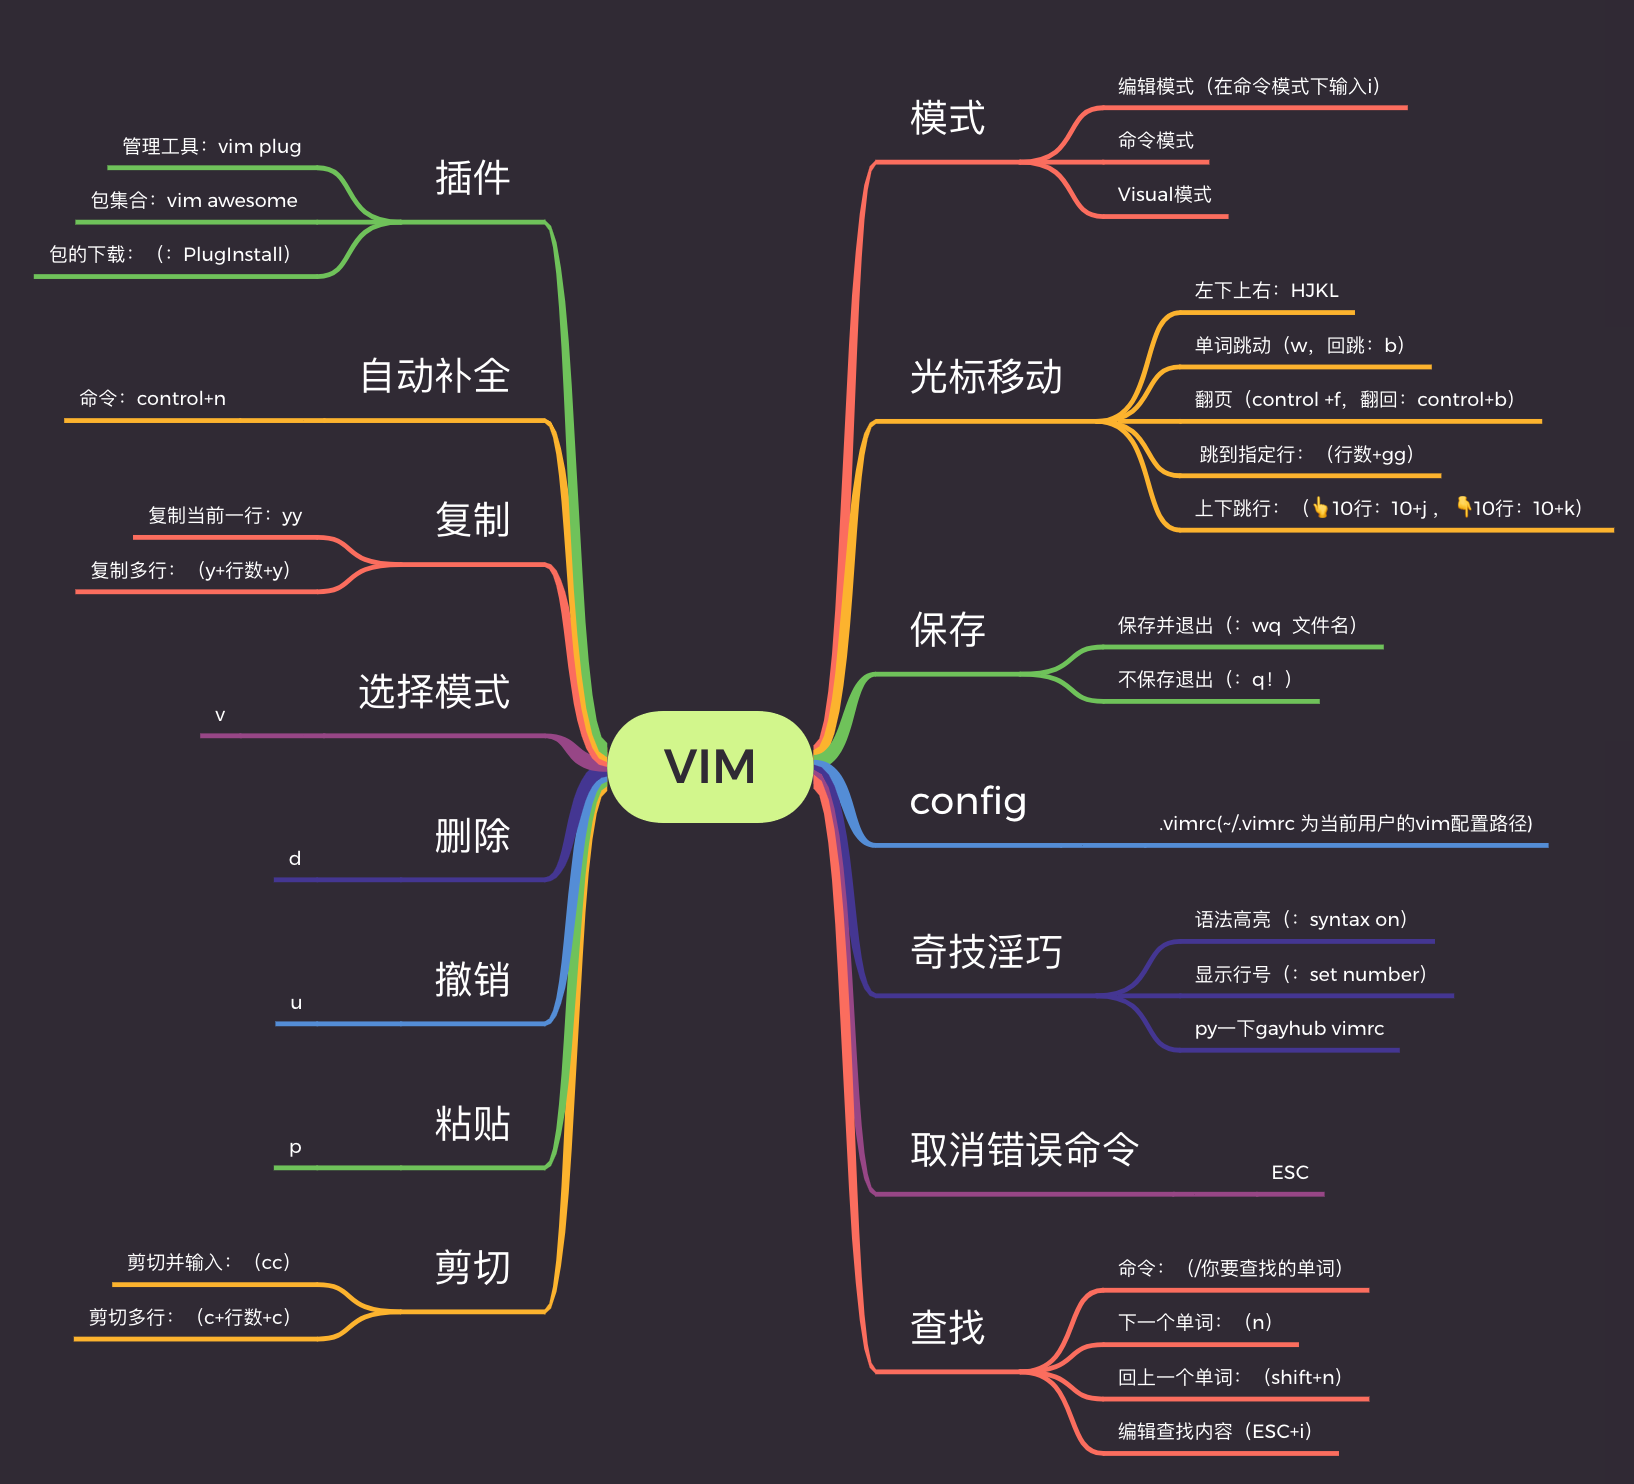 VIM
模式
编辑模式（在命令模式下输入i）
命令模式
Visual模式
光标移动
左下上右：HJKL
单词跳动（w，回跳：b）
翻页（control +f，翻回：control+b）
跳到指定行：（行数+gg）
上下跳行：（👆10行：10+j ，👇10行：10+k）
保存
保存并退出（：wq 文件名）
不保存退出（：q！）
config
.vimrc(~/.vimrc 为当前用户的vim配置路径)
奇技淫巧
语法高亮（：syntax on）
显示行号（：set number）
py一下gayhub vimrc
取消错误命令
ESC
查找
命令：（/你要查找的单词）
下一个单词：（n）
回上一个单词：（shift+n）
编辑查找内容（ESC+i）
插件
管理工具：vim plug
包集合：vim awesome
包的下载：（：PlugInstall）
自动补全
命令：control+n
复制
复制当前一行：yy
复制多行：（y+行数+y）
选择模式
v
删除
d
撤销
u
粘贴
p
剪切
剪切并输入：（cc）
剪切多行：（c+行数+c）